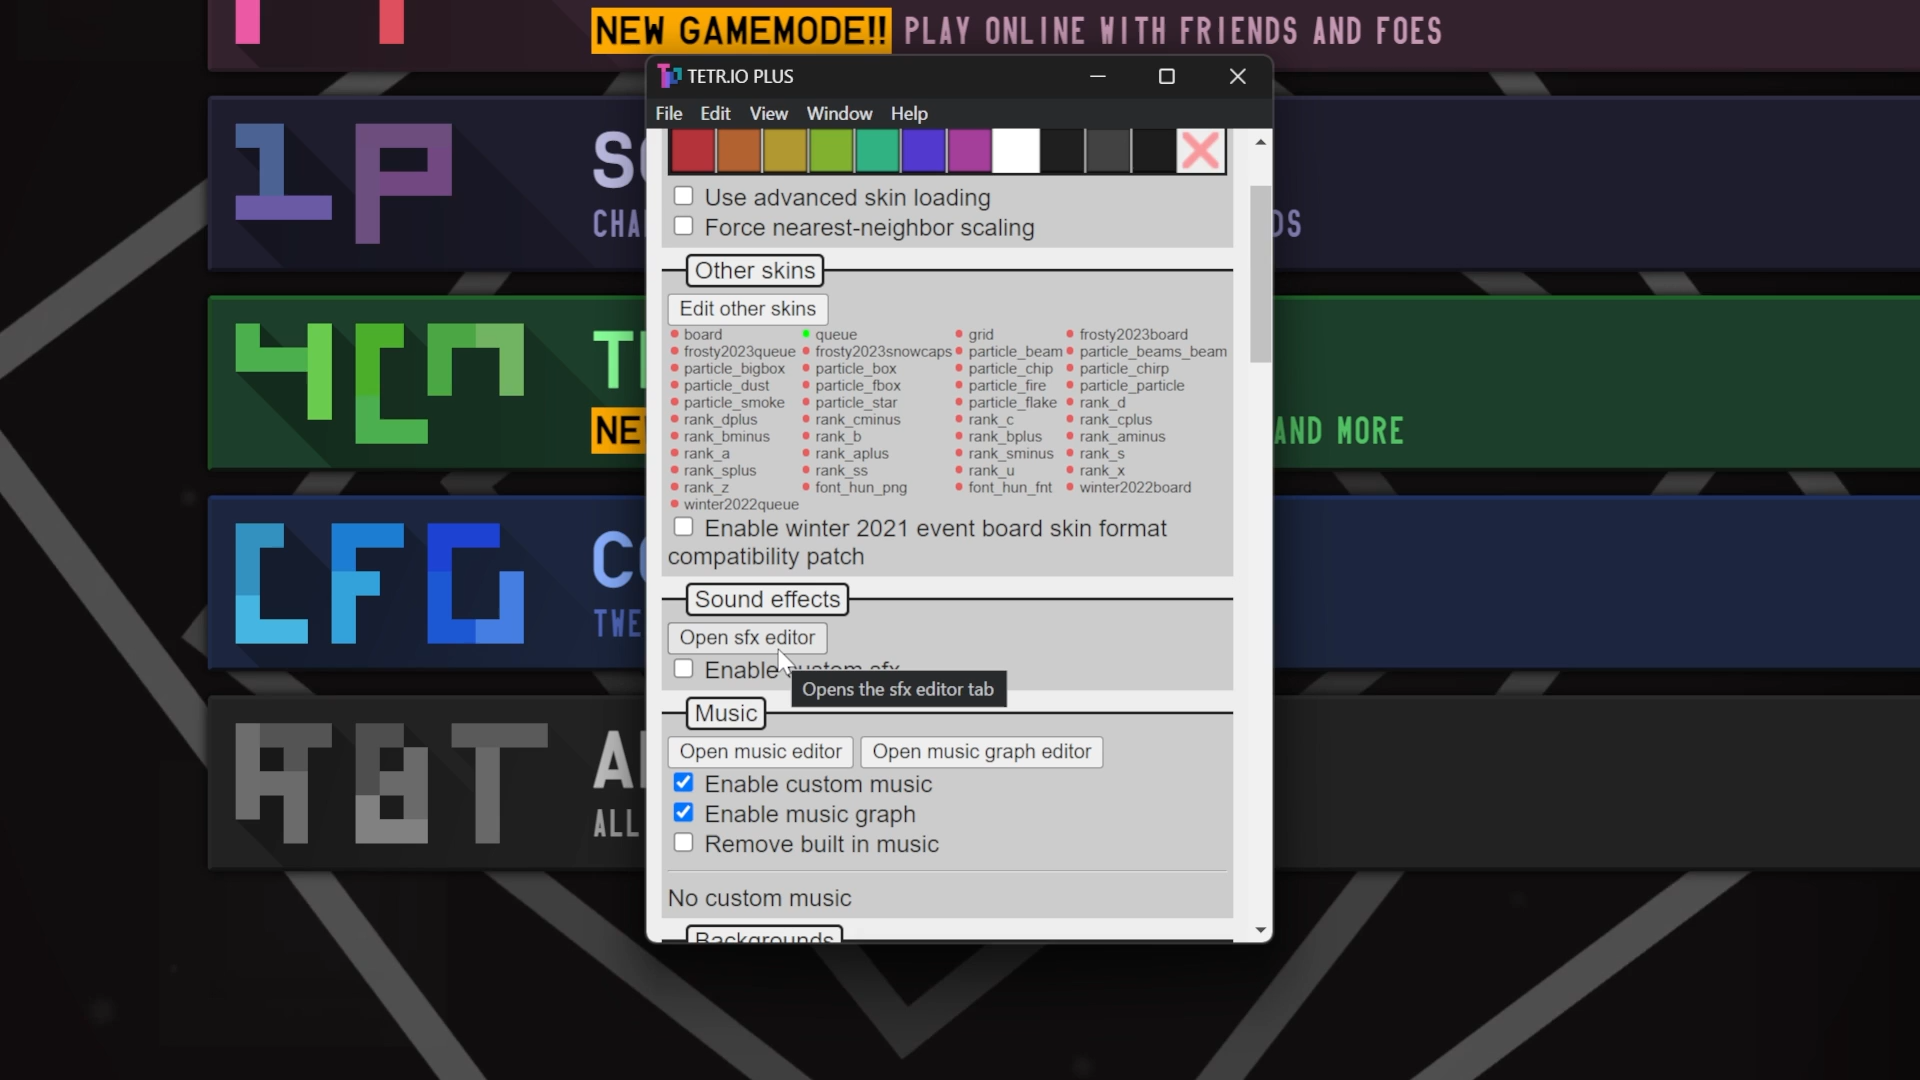 NEW GAMEMODE!! PLAY ONLINE WITH FRIENDS AND FOES
TETR.IO PLUS
File Edit View Window Help
1P
Use advanced skin loading
Force nearest-neighbor scaling
Other skins
Edit other skins
board queue grid frosty2023board
frosty2023queue frosty2023snowcaps particle_beam particle_beams_beam
particle_bigbox particle_box particle_chip particle_chirp
particle_dust particle_fbox particle_fire particle_particle
particle_smoke particle_star particle_flake rank_d
rank_dplus rank_cminus rank_c rank_cplus
rank_bminus rank_b rank_bplus rank_aminus
rank_a rank_aplus rank_sminus rank_s
rank_splus rank_ss rank_u rank_x
rank_z font_hun_png font_hun_fnt winter2022board
winter2022queue
AND MORE
Enable winter 2021 event board skin format
compatibility patch
CFG
Sound effects
Open sfx editor
Enable custom sfx
Opens the sfx editor tab
Music
Open music editor Open music graph editor
ABT
ALL
Enable custom music
Enable music graph
Remove built in music
No custom music
Backgrounds